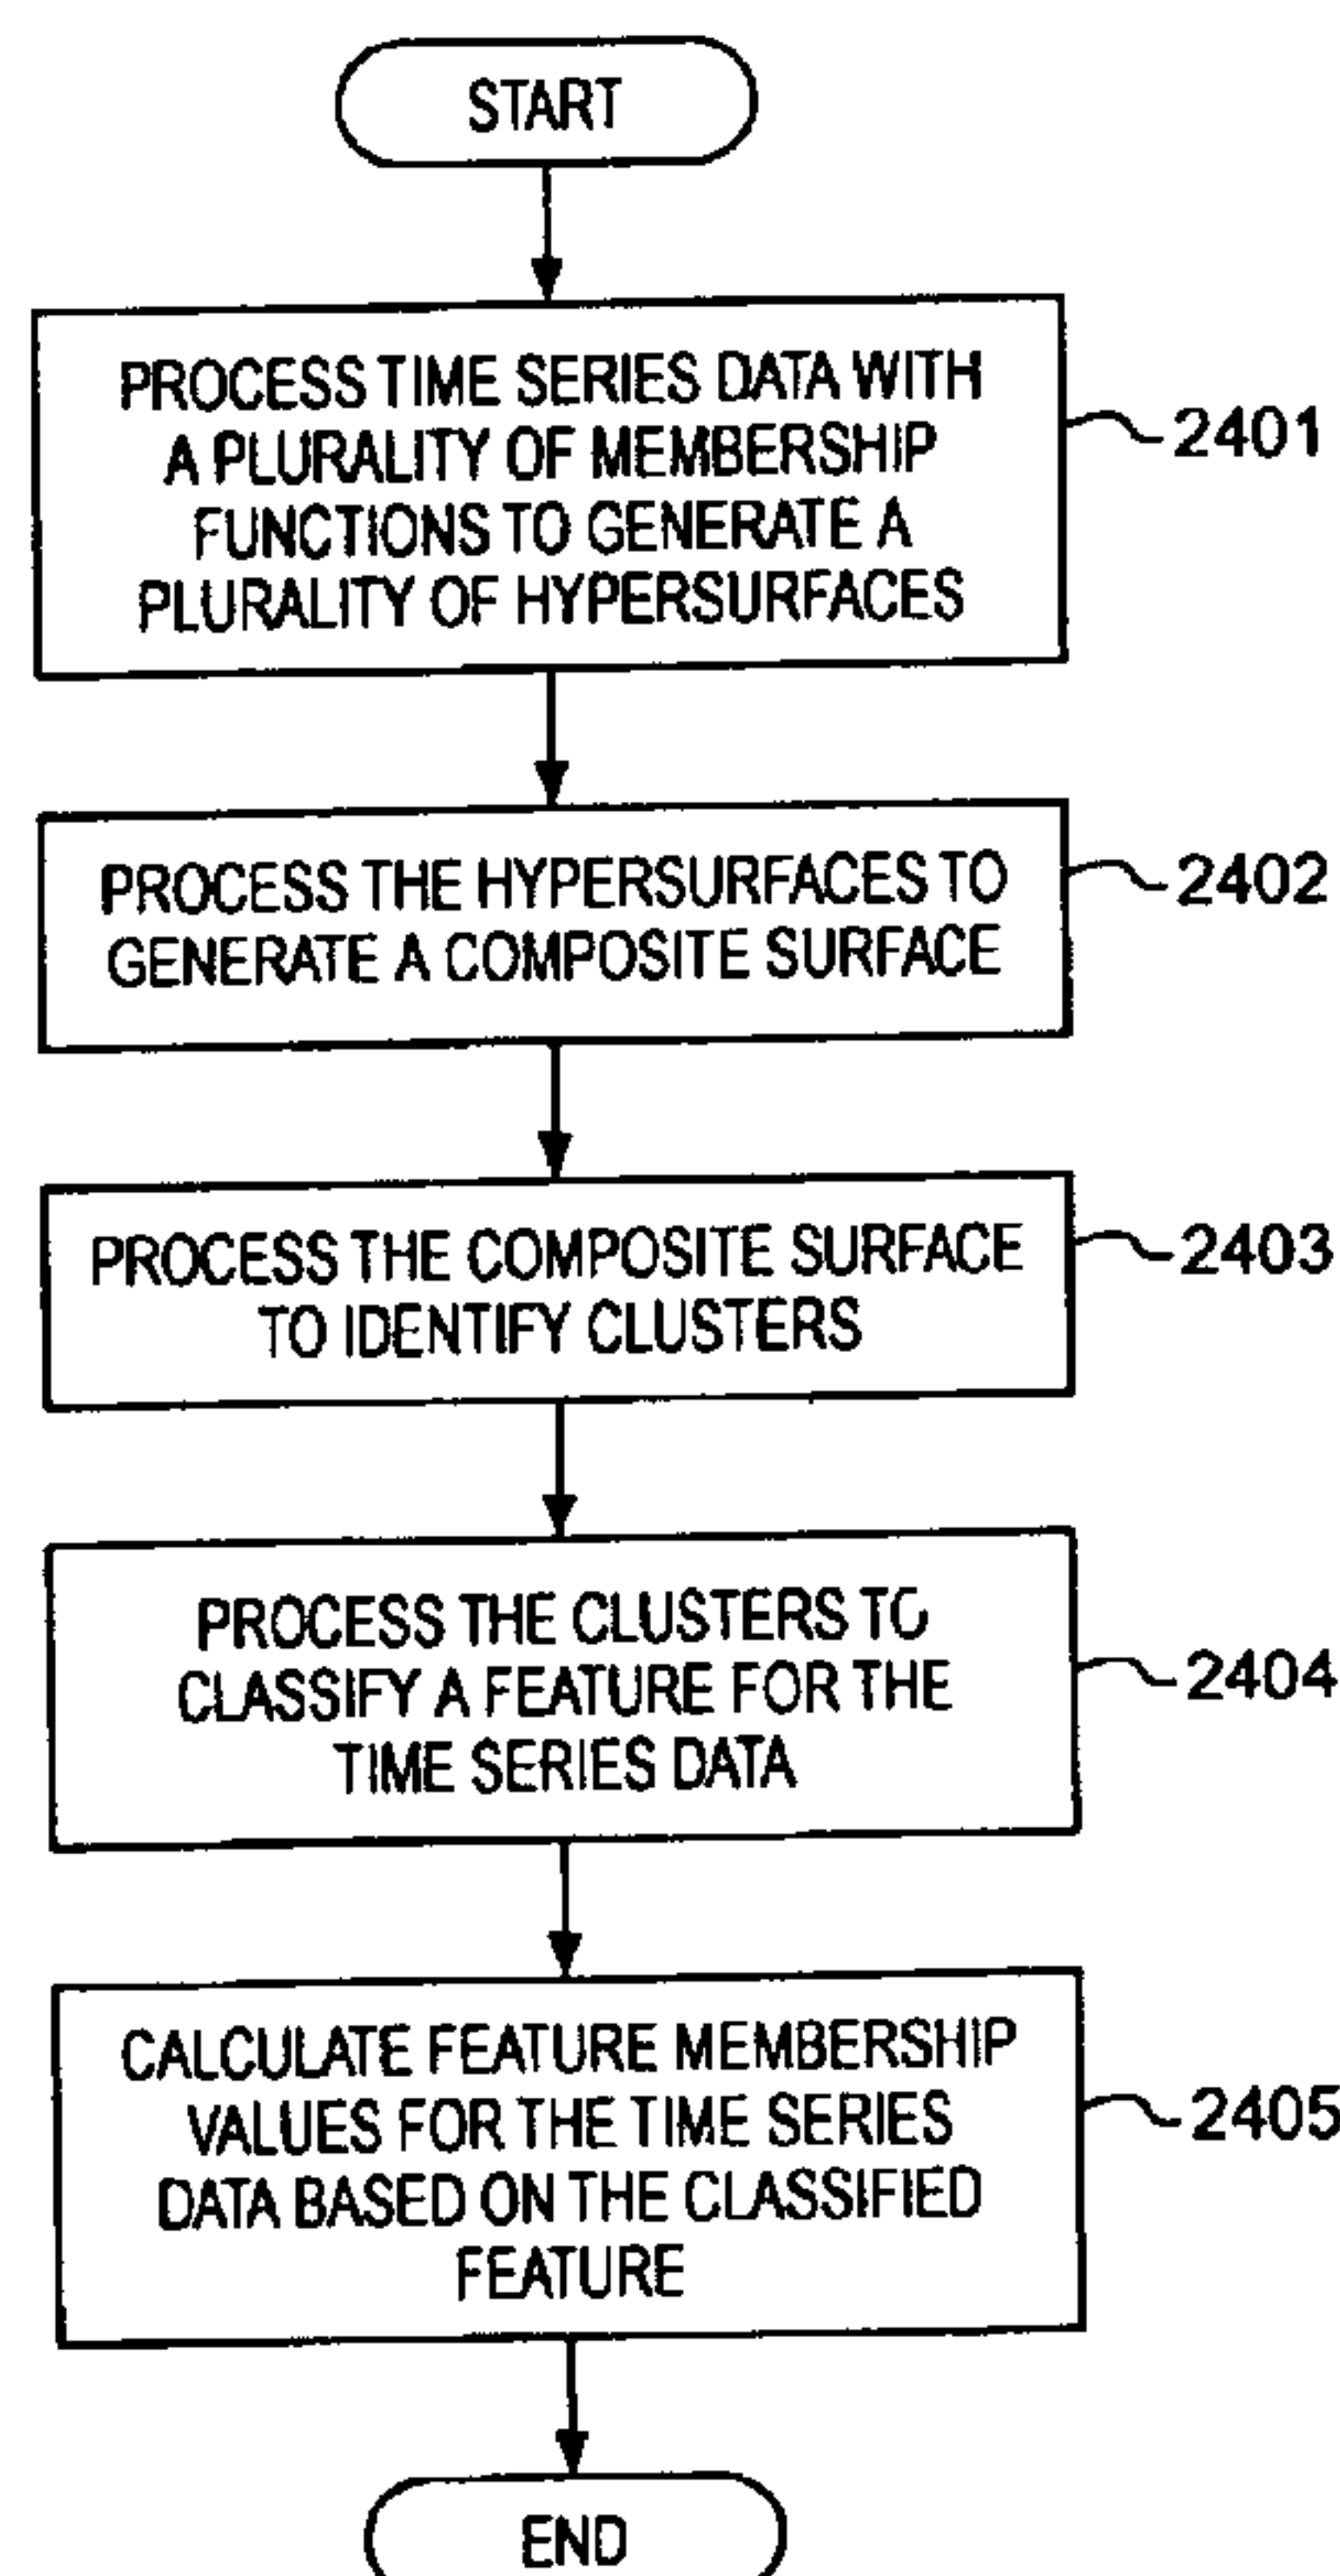 START
PROCESS TIME SERIES DATA WITH
A PLURALITY OF MEMBERSHIP
FUNCTIONS TO GENERATE A
PLURALITY OF HYPERSURFACES
2401
PROCESS THE HYPERSURFACES TO
GENERATE A COMPOSITE SURFACE
2402
PROCESS THE COMPOSITE SURFACE
TO IDENTIFY CLUSTERS
2403
PROCESS THE CLUSTERS TO
CLASSIFY A FEATURE FOR THE
TIME SERIES DATA
2404
CALCULATE FEATURE MEMBERSHIP
VALUES FOR THE TIME SERIES
DATA BASED ON THE CLASSIFIED
FEATURE
2405
END